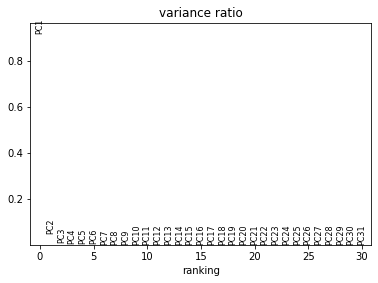 variance ratio
PC1
0.8
0.6
0.4
0.2
PC2
PC3
PC4
PC5
PC6
PC7
PC8
PC9
PC10
PC11
PC12
PC13
PC14
PC15
PC16
PC17
PC18
PC19
PC20
PC21
PC22
PC23
PC24
PC25
PC26
PC27
PC28
PC29
PC30
PC31
0 5 10 15 20 25 30
ranking